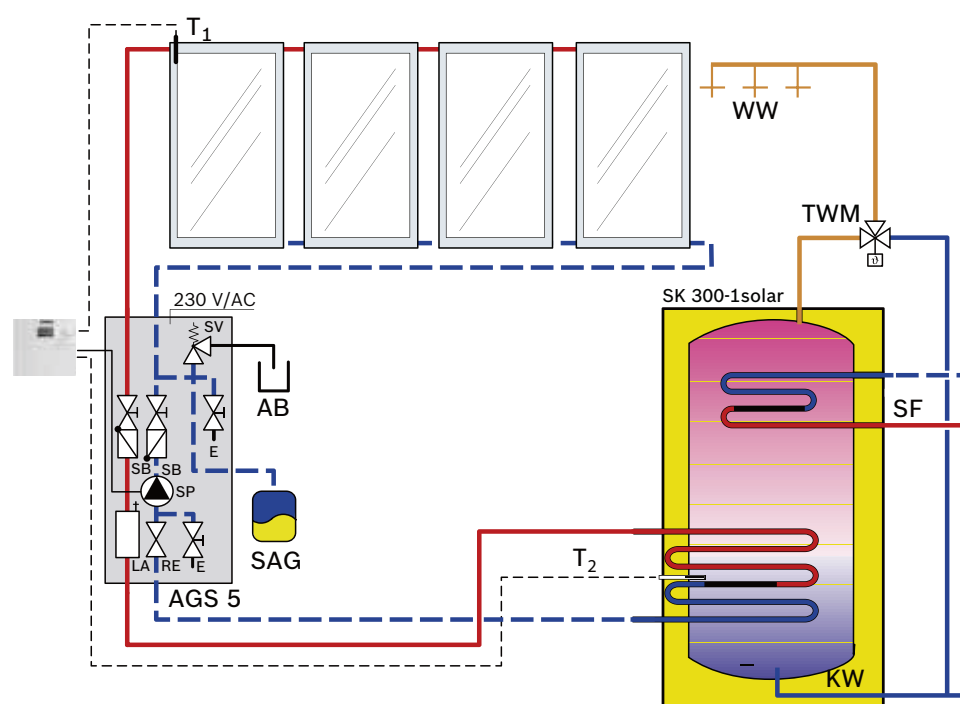 T1
WW
TWM
ϑ
SK 300-1solar
230 V/AC
SV
AB
E
SF
SB SB
SP
SAG
LA RE E
T2
AGS 5
KW